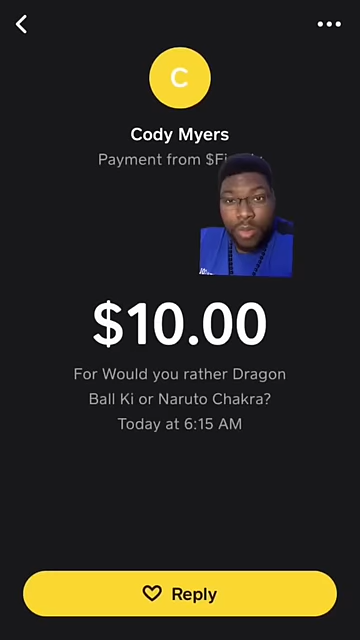 C
Cody Myers
Payment from
$10.00
For Would you rather Dragon
Ball Ki or Naruto Chakra?
Today at 6:15 AM
Reply